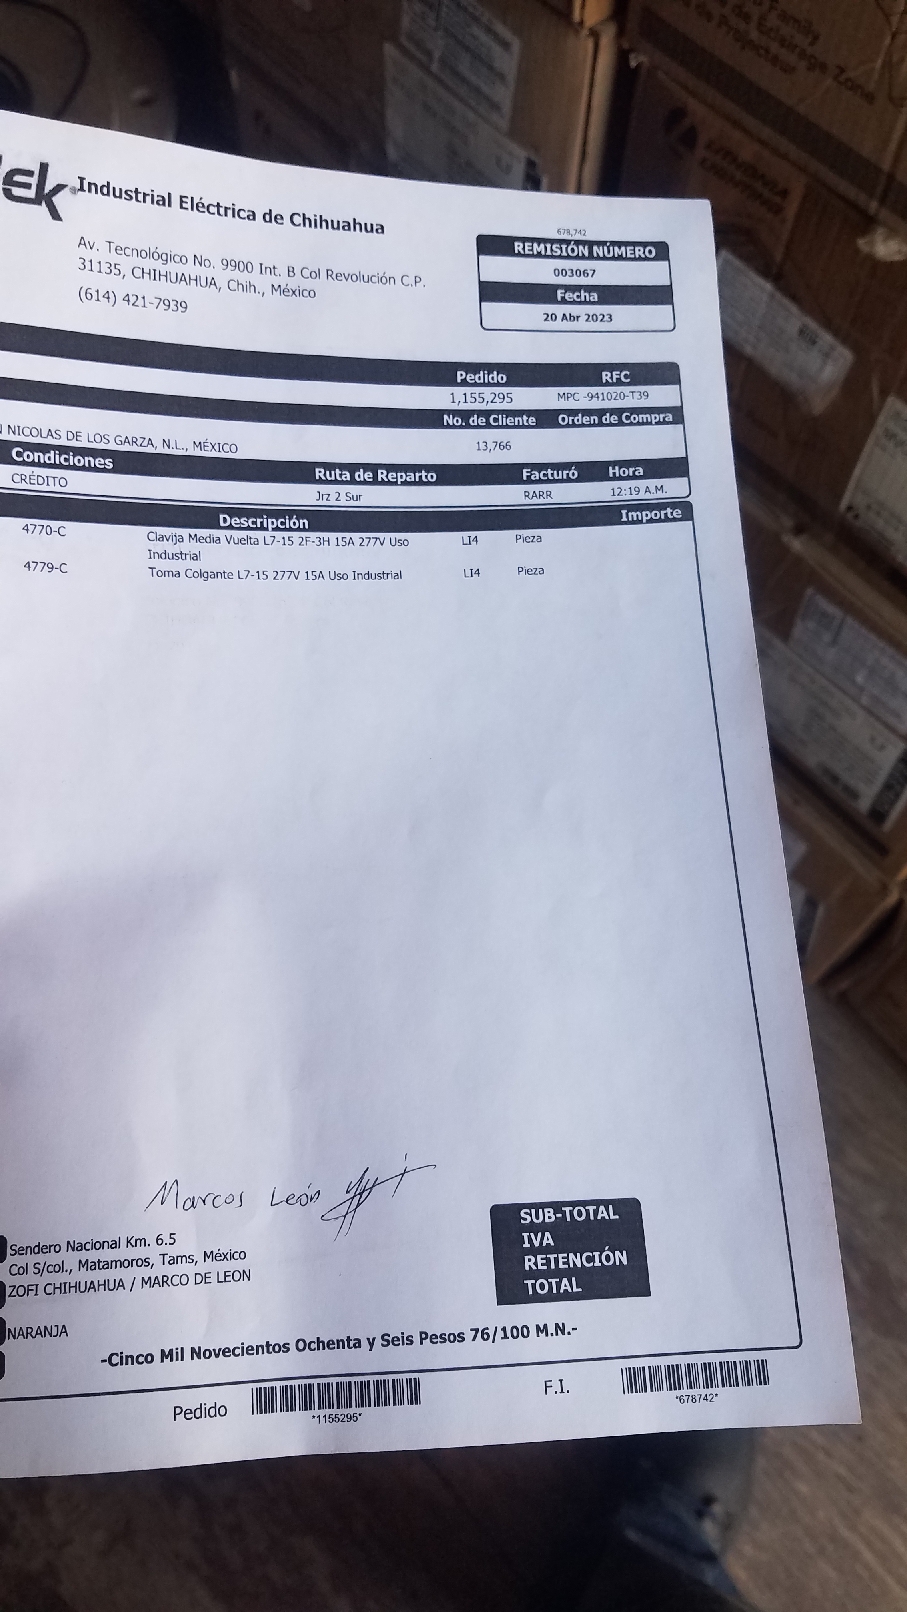 ek Industrial Eléctrica de Chihuahua
Av. Tecnológico No. 9900 Int. B Col Revolución C.P.
31135, CHIHUAHUA, Chih., México
(614) 421-7939
678,742
REMISIÓN NÚMERO
003067
Fecha
20 Abr 2023
Pedido RFC
1,155,295 MPC -941020-T39
No. de Cliente Orden de Compra
NICOLAS DE LOS GARZA, N.L., MÉXICO 13,766
Condiciones Ruta de Reparto Facturó Hora
CRÉDITO Jrz 2 Sur RARR 12:19 A.M.
Descripción Importe
4770-C Clavija Media Vuelta L7-15 2F-3H 15A 277V Uso LI4 Pieza
Industrial
4779-C Toma Colgante L7-15 277V 15A Uso Industrial LI4 Pieza
Marcos León
Sendero Nacional Km. 6.5
Col S/col., Matamoros, Tams, México
ZOFI CHIHUAHUA / MARCO DE LEON
NARANJA
SUB-TOTAL
IVA
RETENCIÓN
TOTAL
-Cinco Mil Novecientos Ochenta y Seis Pesos 76/100 M.N.-
Pedido *1155295* F.I. *678742*